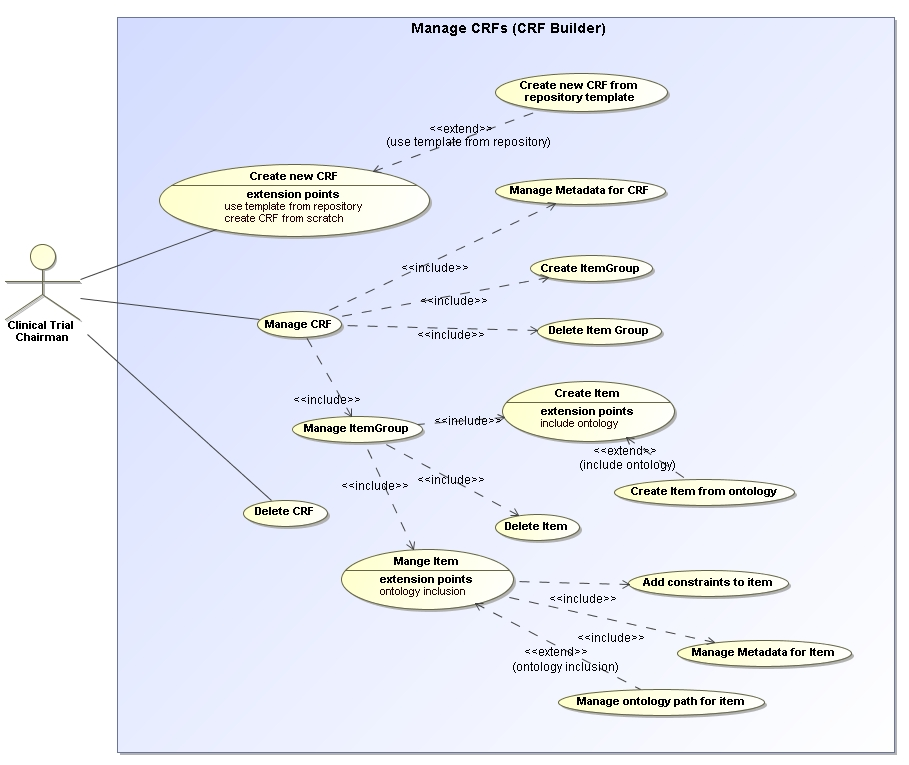 Manage CRFs (CRF Builder)
Create new CRF from
repository template
<<extend>>
(use template from repository)
Create new CRF
extension points
use template from repository
create CRF from scratch
Manage Metadata for CRF
<<include>>
Create ItemGroup
<<include>>
Clinical Trial
Chairman
Manage CRF
Delete Item Group
<<include>>
<<include>>
Create Item
extension points
include ontology
Manage ItemGroup
<<include>>
<<extend>>
(include ontology)
<<include>>
<<include>>
Create Item from ontology
Delete CRF
Delete Item
Mange Item
extension points
ontology inclusion
Add constraints to item
<<include>>
<<include>>
<<extend>>
(ontology inclusion)
Manage Metadata for Item
Manage ontology path for item